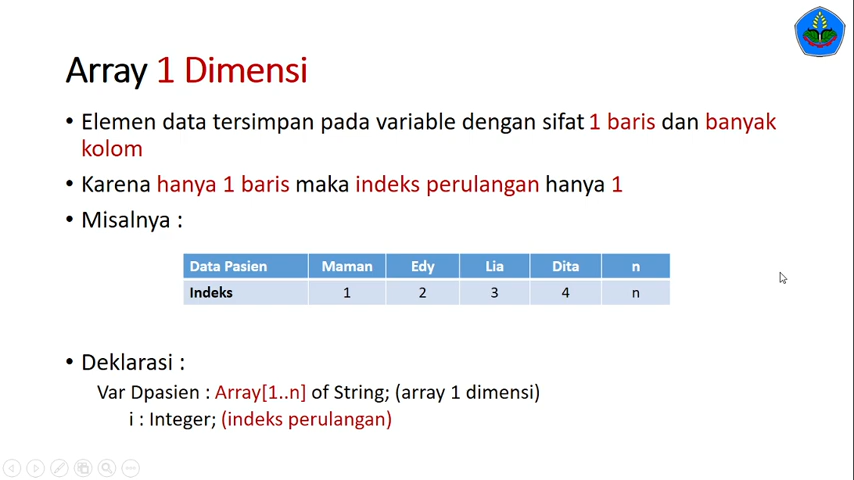 Array 1 Dimensi
• Elemen data tersimpan pada variable dengan sifat 1 baris dan banyak
kolom
• Karena hanya 1 baris maka indeks perulangan hanya 1
• Misalnya :
Data Pasien Maman Edy Lia Dita n
Indeks 1 2 3 4 n
• Deklarasi :
Var Dpasien : Array[1..n] of String; (array 1 dimensi)
i : Integer; (indeks perulangan)